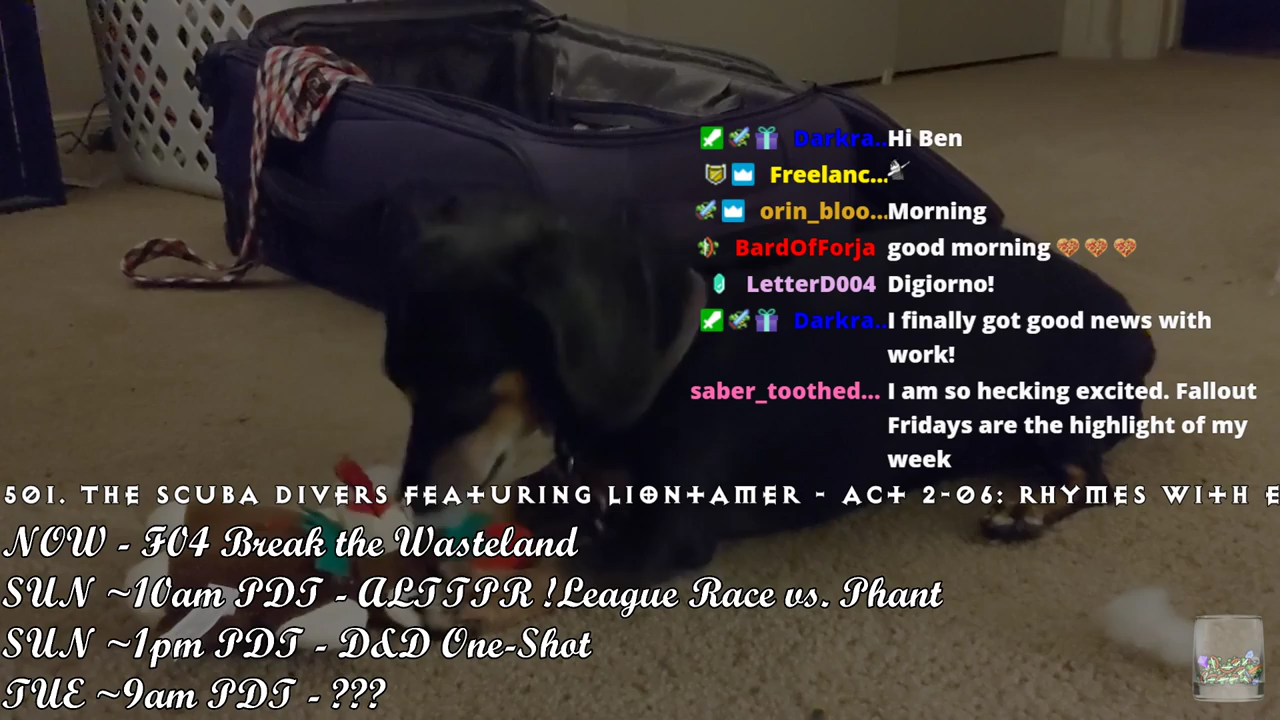 Darkra.. Hi Ben
Freelanc...
orin_bloo... Morning
BardOfForja good morning
LetterD004 Digiorno!
Darkra.. I finally got good news with
work!
saber_toothed... I am so hecking excited. Fallout
Fridays are the highlight of my
week
501. THE SCUBA DIVERS FEATURING LIONTAMER - ACT 2-06: RHYMES WITH E
NOW - FO4 Break the Wasteland
SUN ~10am PDT - ALTTPR !League Race vs. Phant
SUN ~1pm PDT - D&D One-Shot
TUE ~9am PDT - ???